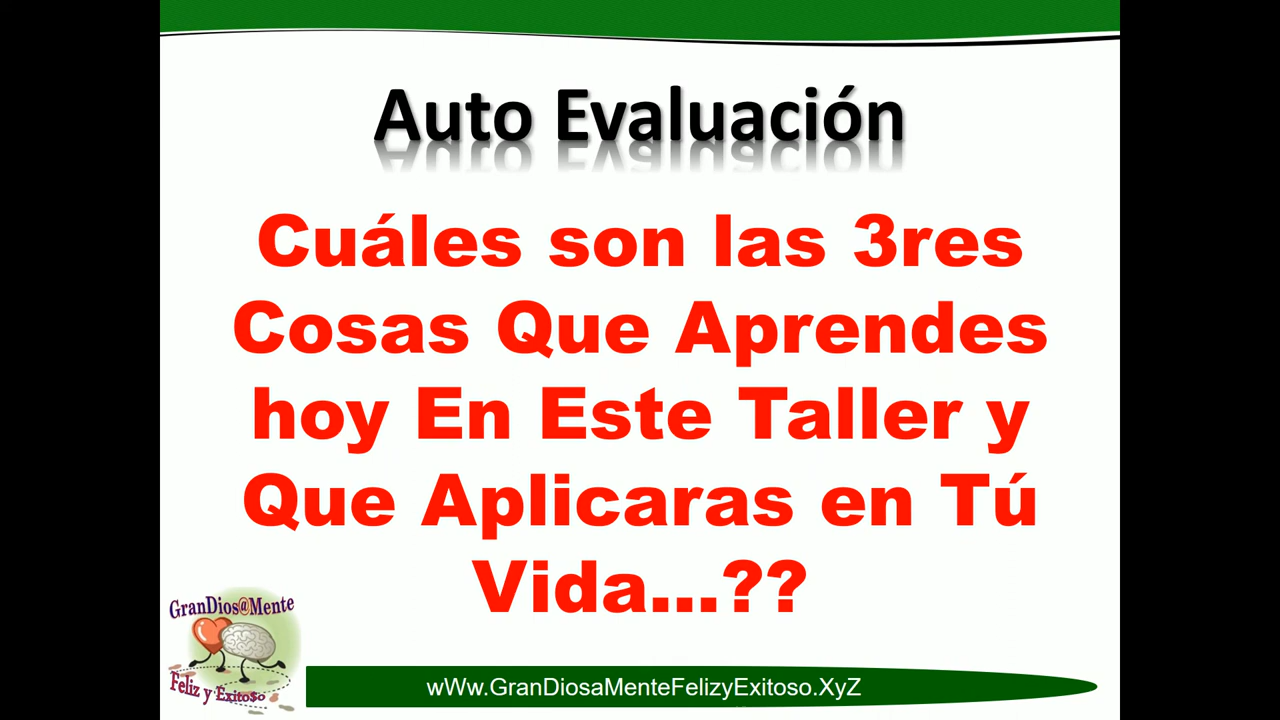 Auto Evaluación
Cuáles son las 3res
Cosas Que Aprendes
hoy En Este Taller y
Que Aplicaras en Tú
Vida...??
GranDios@Mente
Feliz y Exito$o
wWw.GranDiosaMenteFelizyExitoso.XyZ